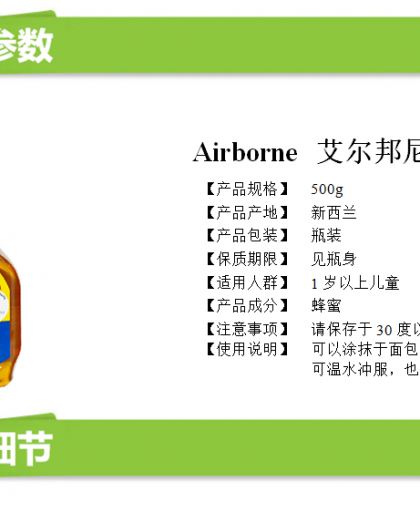 参数
Airborne 艾尔邦尼
【产品规格】 500g
【产品产地】 新西兰
【产品包装】 瓶装
【保质期限】 见瓶身
【适用人群】 1 岁以上儿童
【产品成分】 蜂蜜
【注意事项】 请保存于 30 度以
【使用说明】 可以涂抹于面包
可温水冲服，也
细节